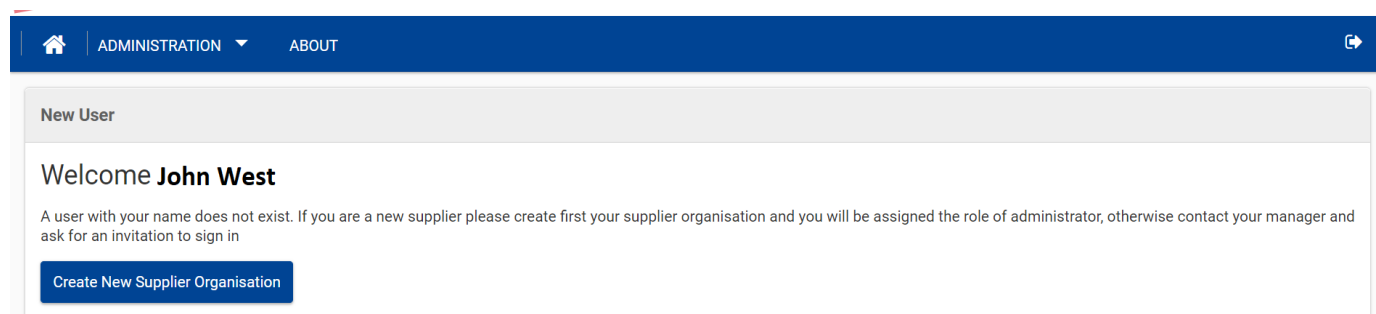 ADMINISTRATION ABOUT
New User
Welcome John West
A user with your name does not exist. If you are a new supplier please create first your supplier organisation and you will be assigned the role of administrator, otherwise contact your manager and
ask for an invitation to sign in
Create New Supplier Organisation